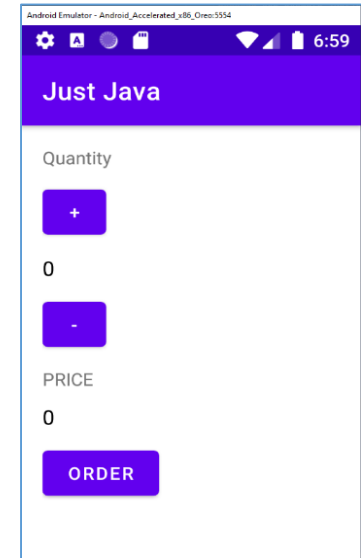 Android Emulator - Android_Accelerated_x86_Oreo:5554
A 6:59
Just Java
Quantity
+
0
-
PRICE
0
ORDER